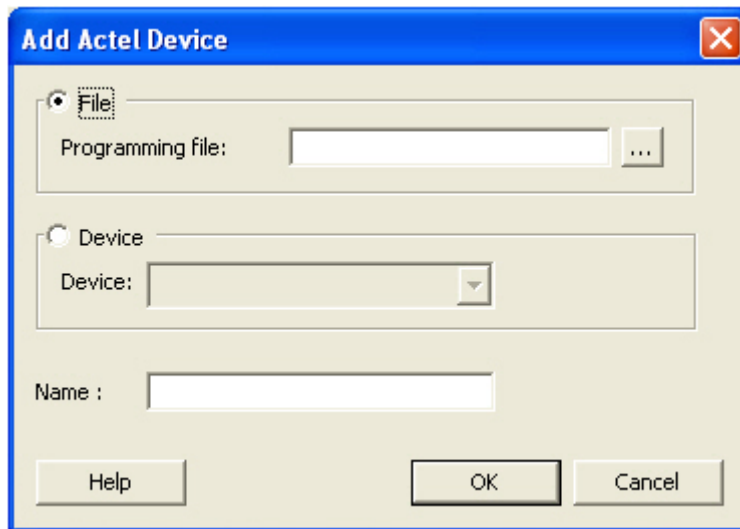 Add Actel Device
File
Programming file:
...
Device
Device:
Name :
Help OK Cancel